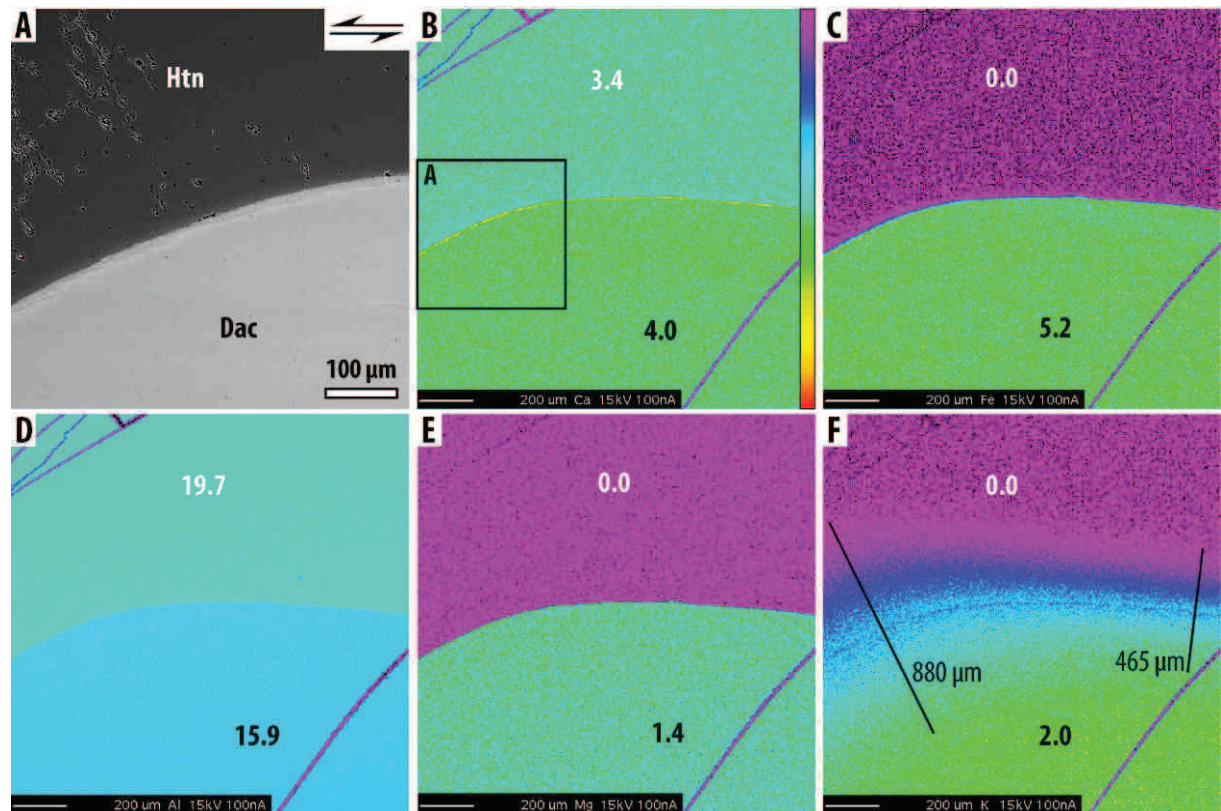 A
Htn
Dac
100 µm
B
3.4
A
4.0
200 um Ca 15kV 100nA
C
0.0
5.2
200 um Fe 15kV 100nA
D
19.7
15.9
200 um Al 15kV 100nA
E
0.0
1.4
200 um Mg 15kV 100nA
F
0.0
880 µm
465 µm
2.0
200 um K 15kV 100nA